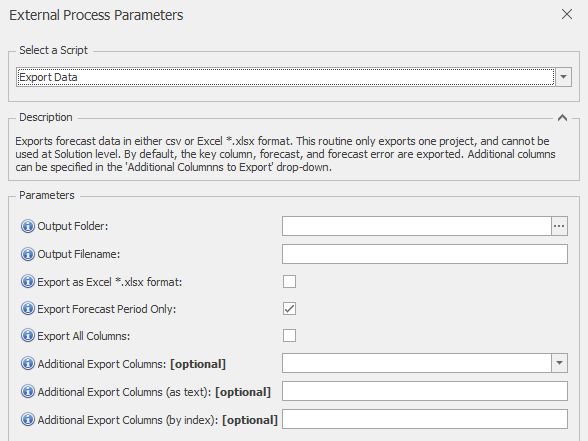 External Process Parameters
Select a Script
Export Data
Description
Exports forecast data in either csv or Excel *.xlsx format. This routine only exports one project, and cannot be
used at Solution level. By default, the key column, forecast, and forecast error are exported. Additional columns
can be specified in the 'Additional Columnns to Export' drop-down.
Parameters
Output Folder:
Output Filename:
Export as Excel *.xlsx format:
Export Forecast Period Only:
Export All Columns:
Additional Export Columns: [optional]
Additional Export Columns (as text): [optional]
Additional Export Columns (by index): [optional]